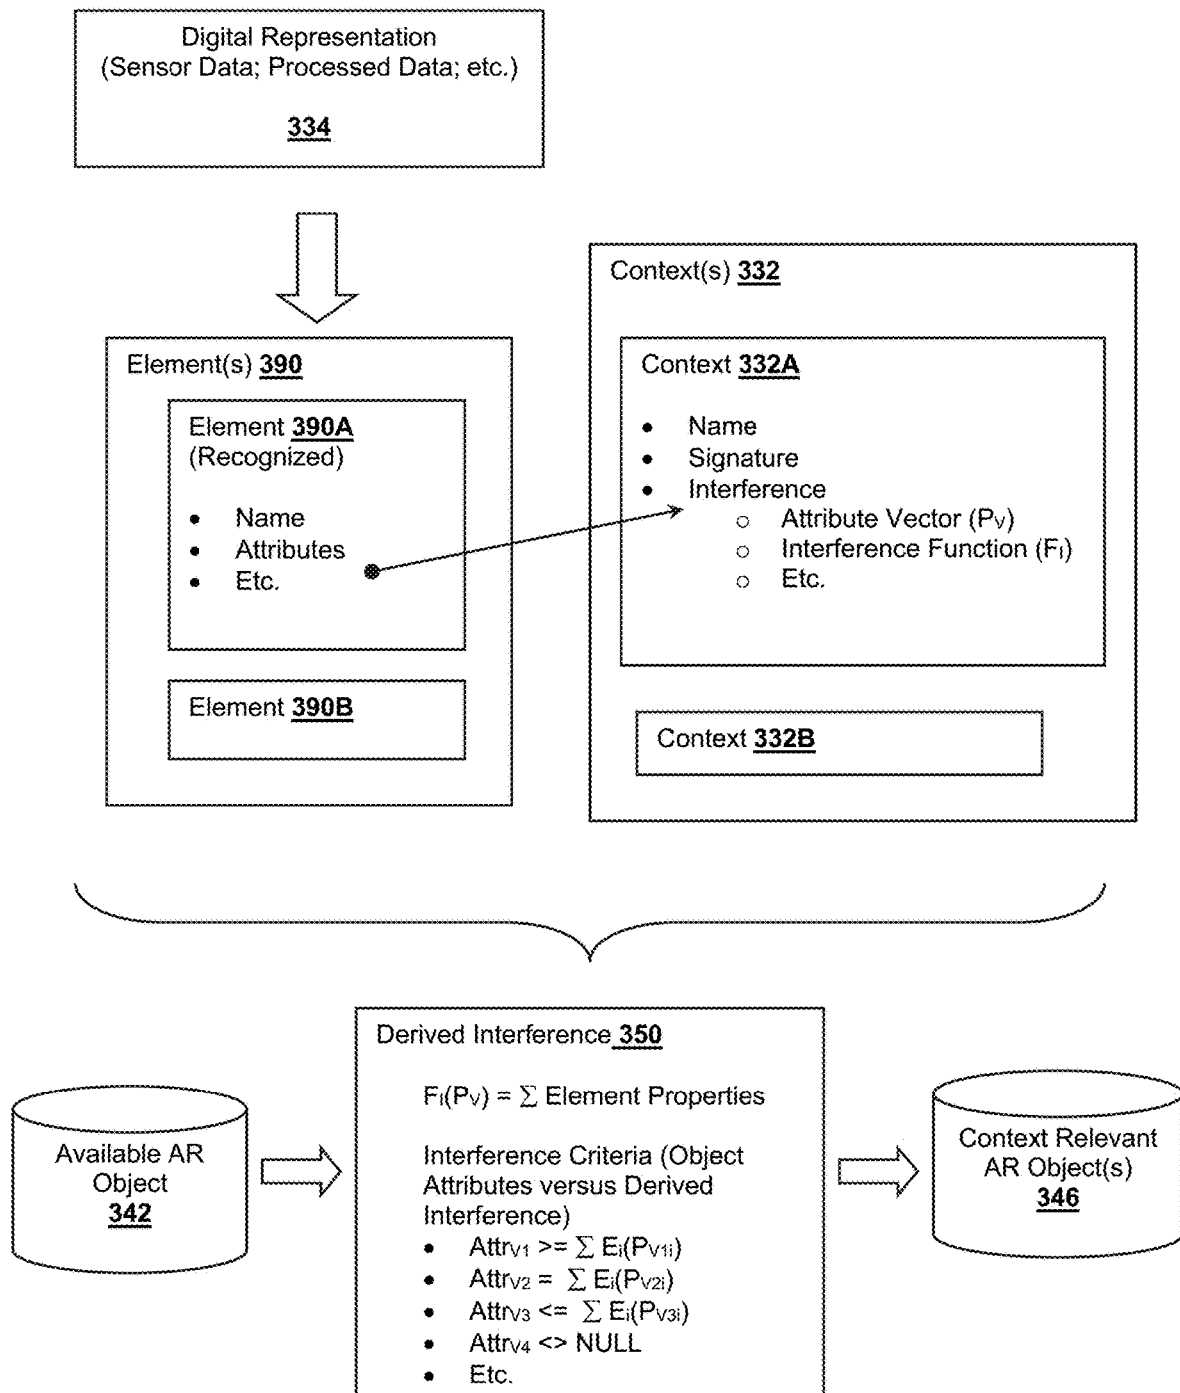 Digital Representation
(Sensor Data; Processed Data; etc.)
334
Element(s) 390
Element 390A
(Recognized)
• Name
• Attributes
• Etc.
Element 390B
Context(s) 332
Context 332A
• Name
• Signature
• Interference
○ Attribute Vector (PV)
○ Interference Function (FI)
○ Etc.
Context 332B
Available AR
Object
342
Derived Interference 350
FI(PV) = ∑ Element Properties
Interference Criteria (Object
Attributes versus Derived
Interference)
• AttrV1 >= ∑ Ei(PV1i)
• AttrV2 = ∑ Ei(PV2i)
• AttrV3 <= ∑ Ei(PV3i)
• AttrV4 <> NULL
• Etc.
Context Relevant
AR Object(s)
346